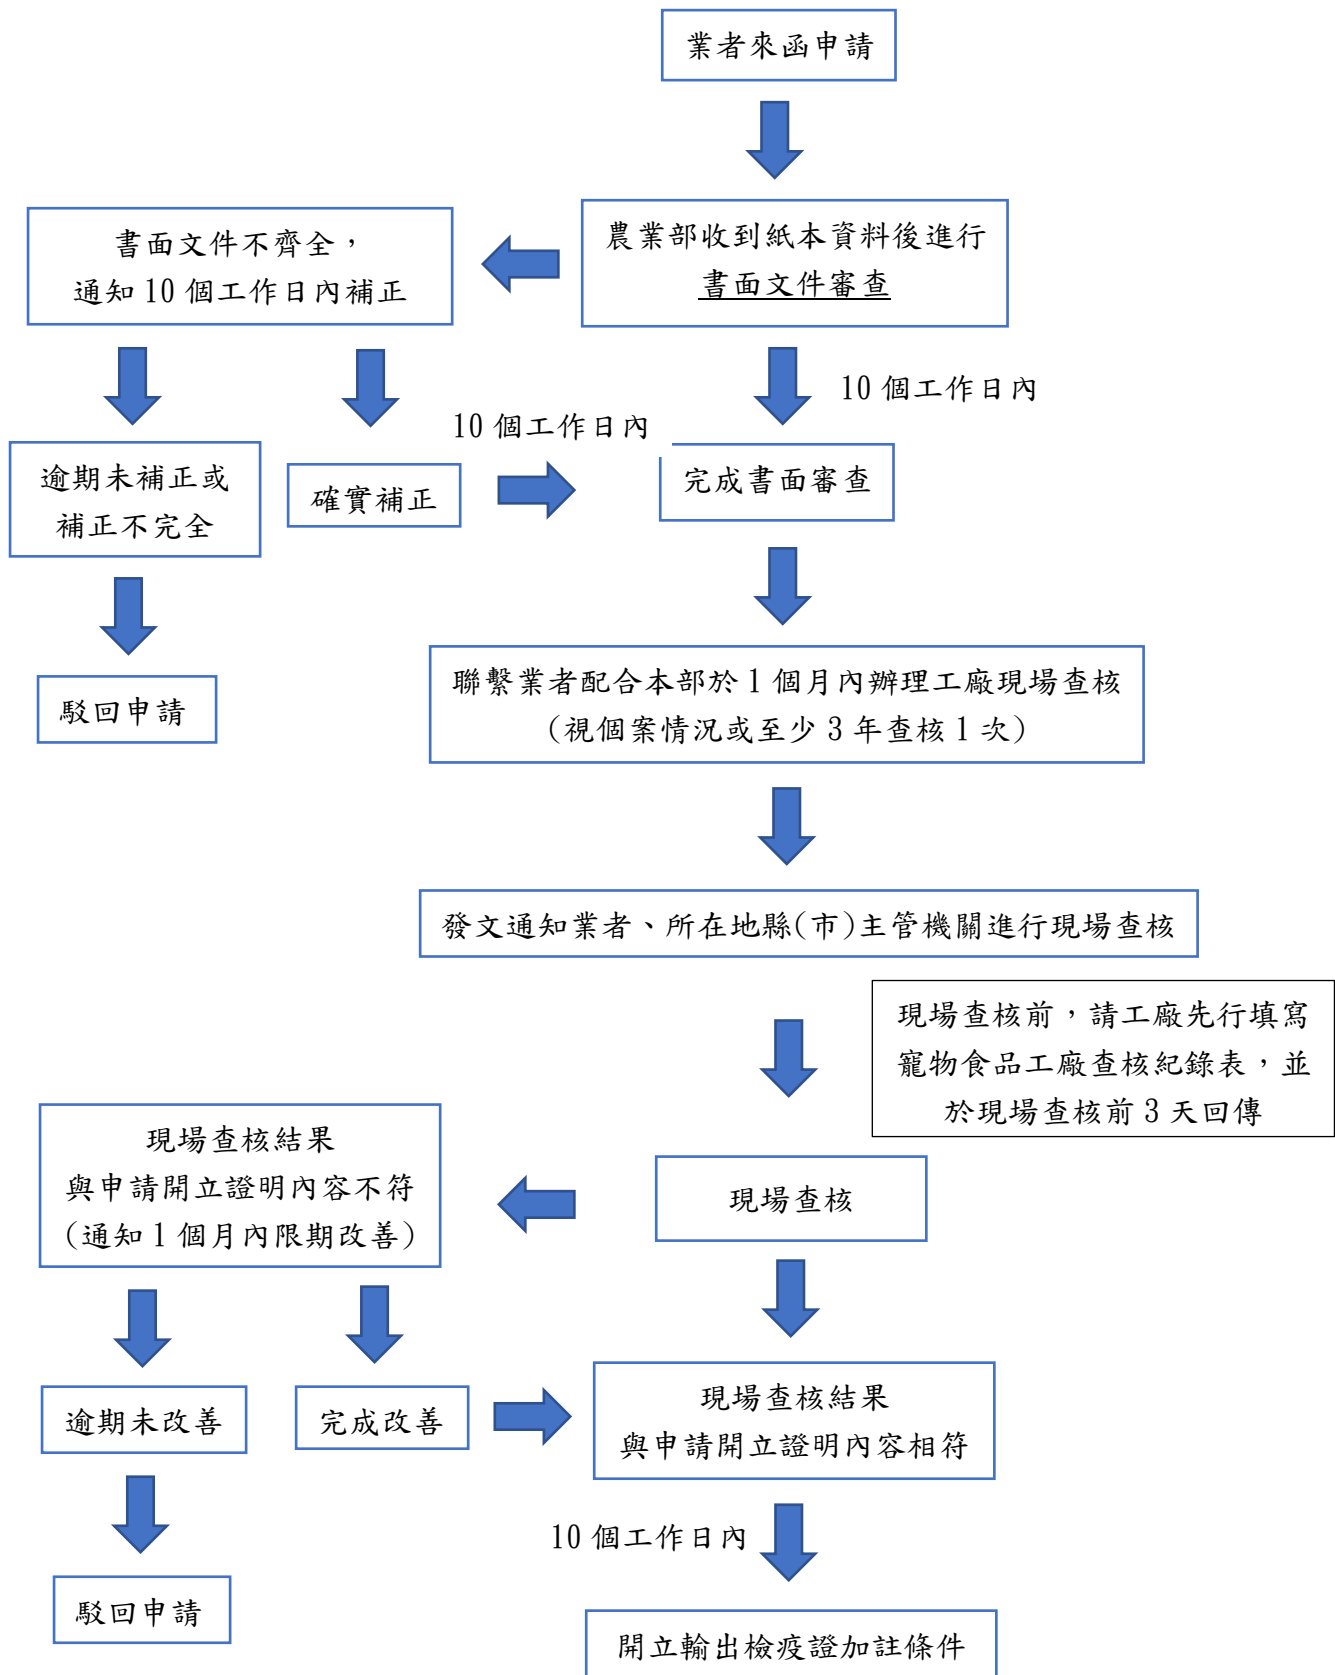 業者來函申請
農業部收到紙本資料後進行
書面文件審查
書面文件不齊全，
通知 10 個工作日內補正
10 個工作日內
10 個工作日內
逾期未補正或
補正不完全
確實補正
完成書面審查
駁回申請
聯繫業者配合本部於 1 個月內辦理工廠現場查核
(視個案情況或至少 3 年查核 1 次)
發文通知業者、所在地縣(市)主管機關進行現場查核
現場查核前，請工廠先行填寫
寵物食品工廠查核紀錄表，並
於現場查核前 3 天回傳
現場查核
現場查核結果
與申請開立證明內容不符
(通知 1 個月內限期改善)
逾期未改善
完成改善
現場查核結果
與申請開立證明內容相符
10 個工作日內
駁回申請
開立輸出檢疫證加註條件